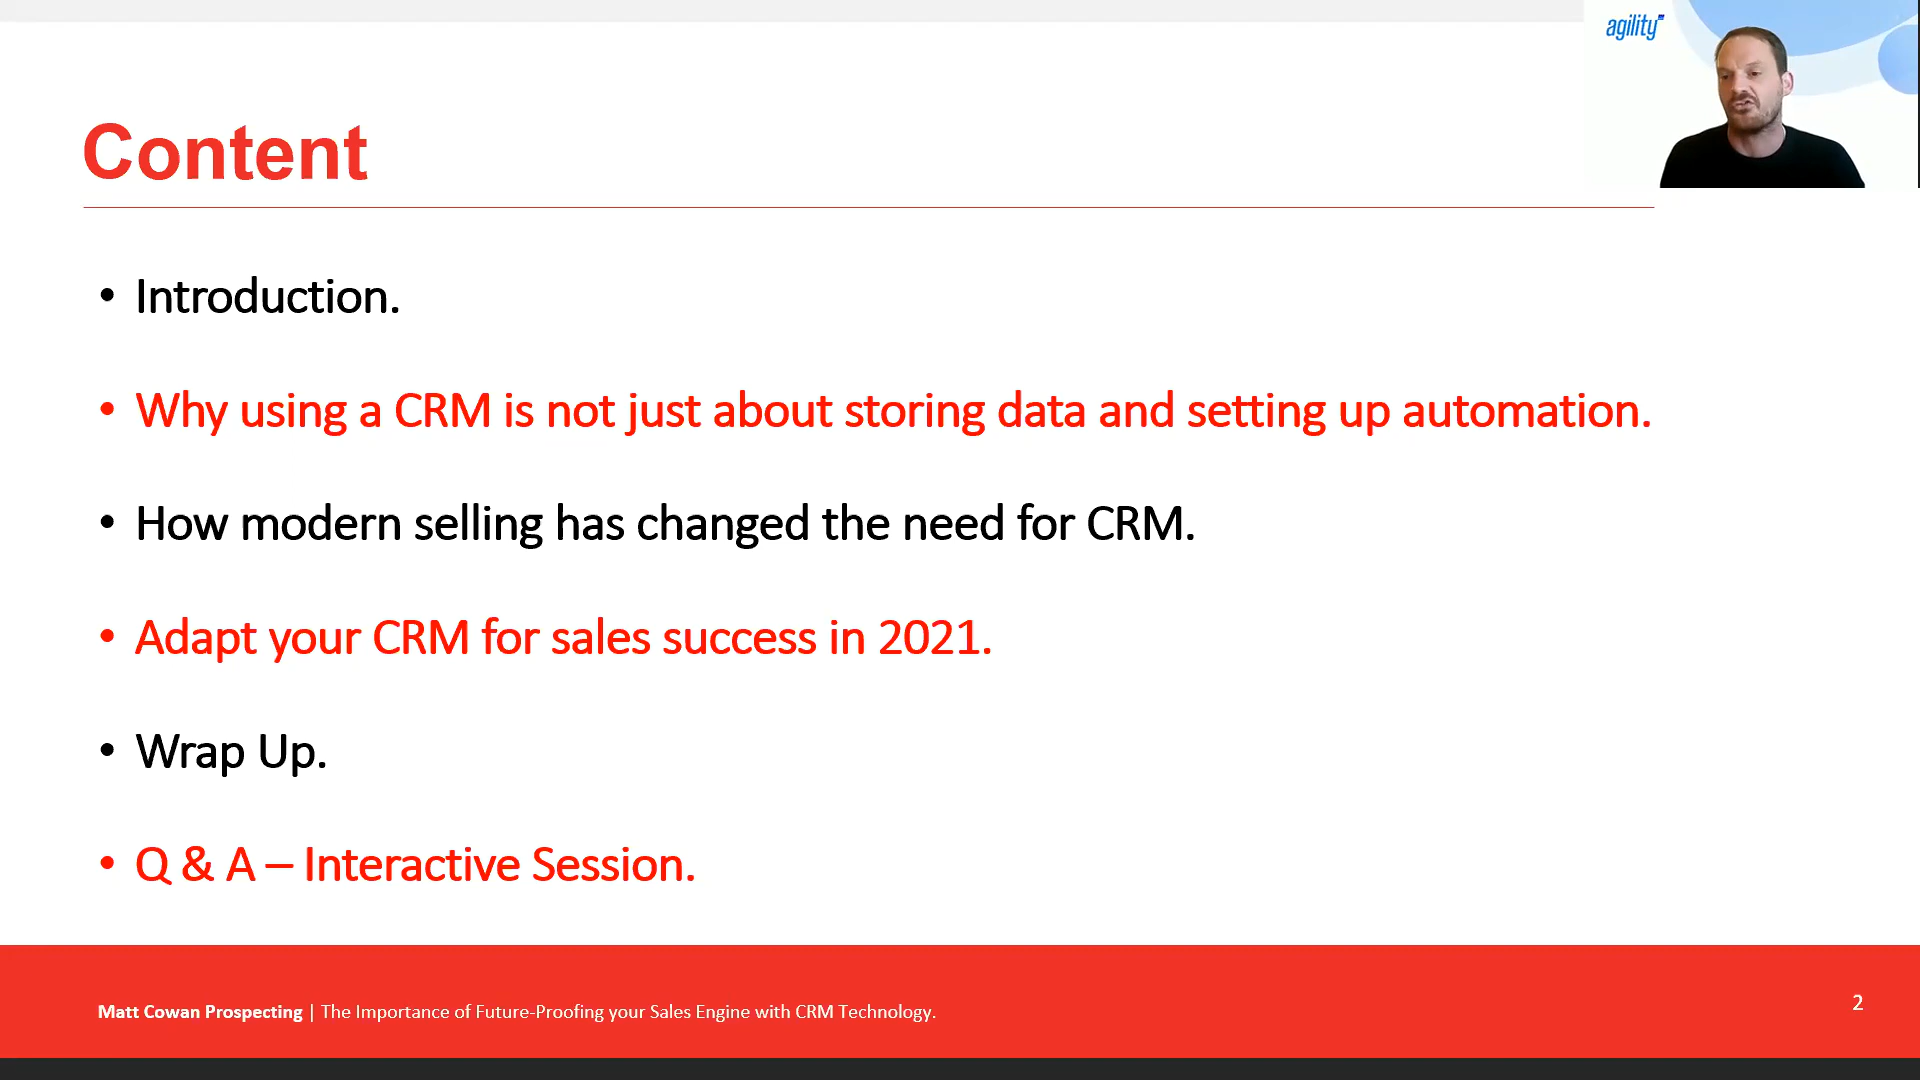 agility
Content
• Introduction.
• Why using a CRM is not just about storing data and setting up automation.
• How modern selling has changed the need for CRM.
• Adapt your CRM for sales success in 2021.
• Wrap Up.
• Q & A – Interactive Session.
Matt Cowan Prospecting | The Importance of Future-Proofing your Sales Engine with CRM Technology.
2